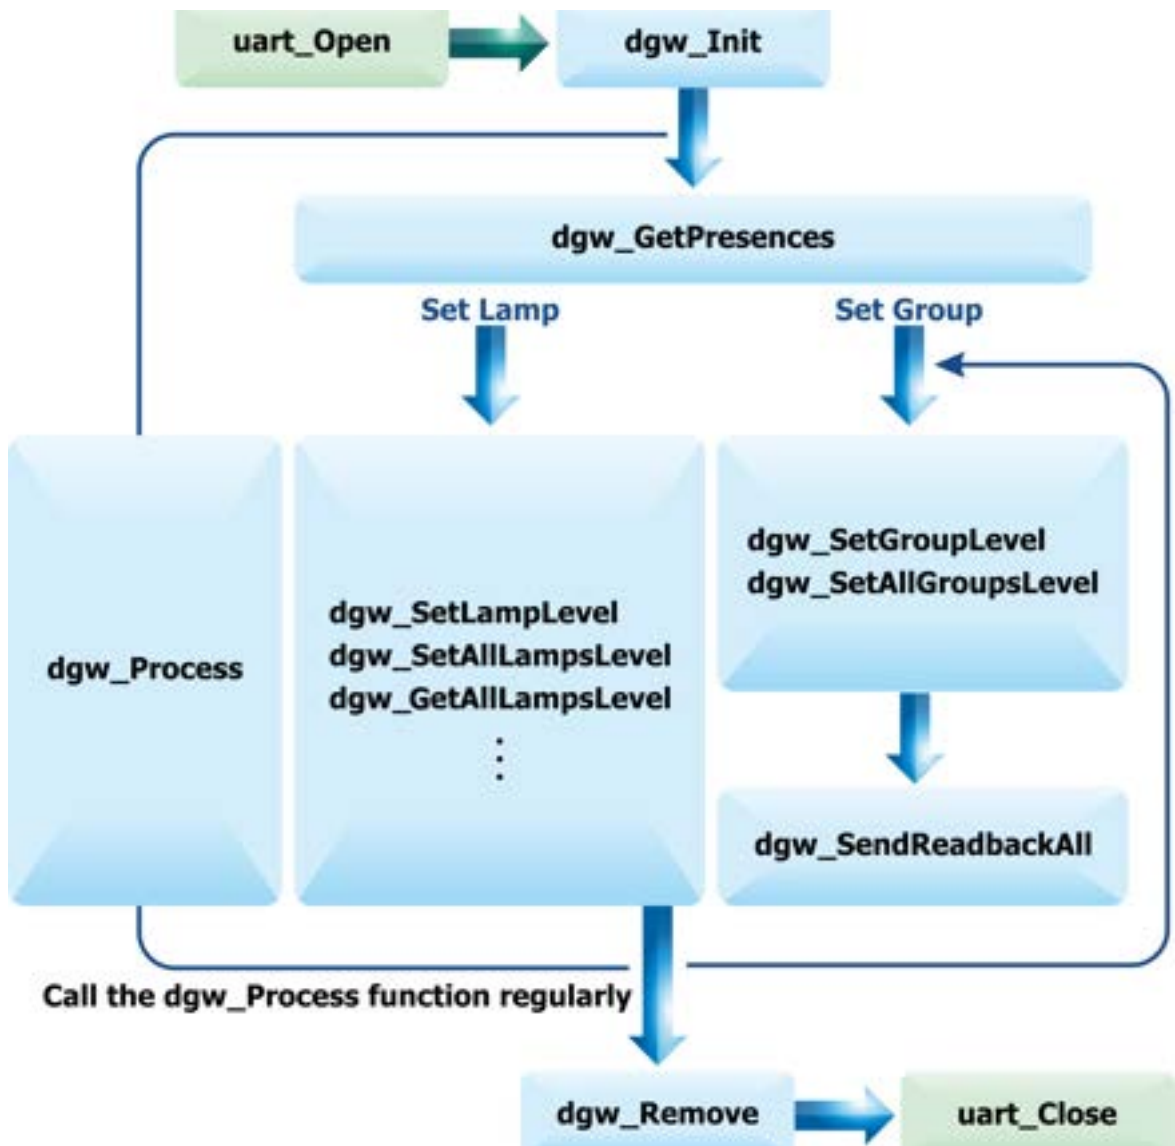 uart_Open
dgw_Init
dgw_GetPresences
Set Lamp
Set Group
dgw_Process
dgw_SetLampLevel
dgw_SetAllLampsLevel
dgw_GetAllLampsLevel
dgw_SetGroupLevel
dgw_SetAllGroupsLevel
dgw_SendReadbackAll
Call the dgw_Process function regularly
dgw_Remove
uart_Close